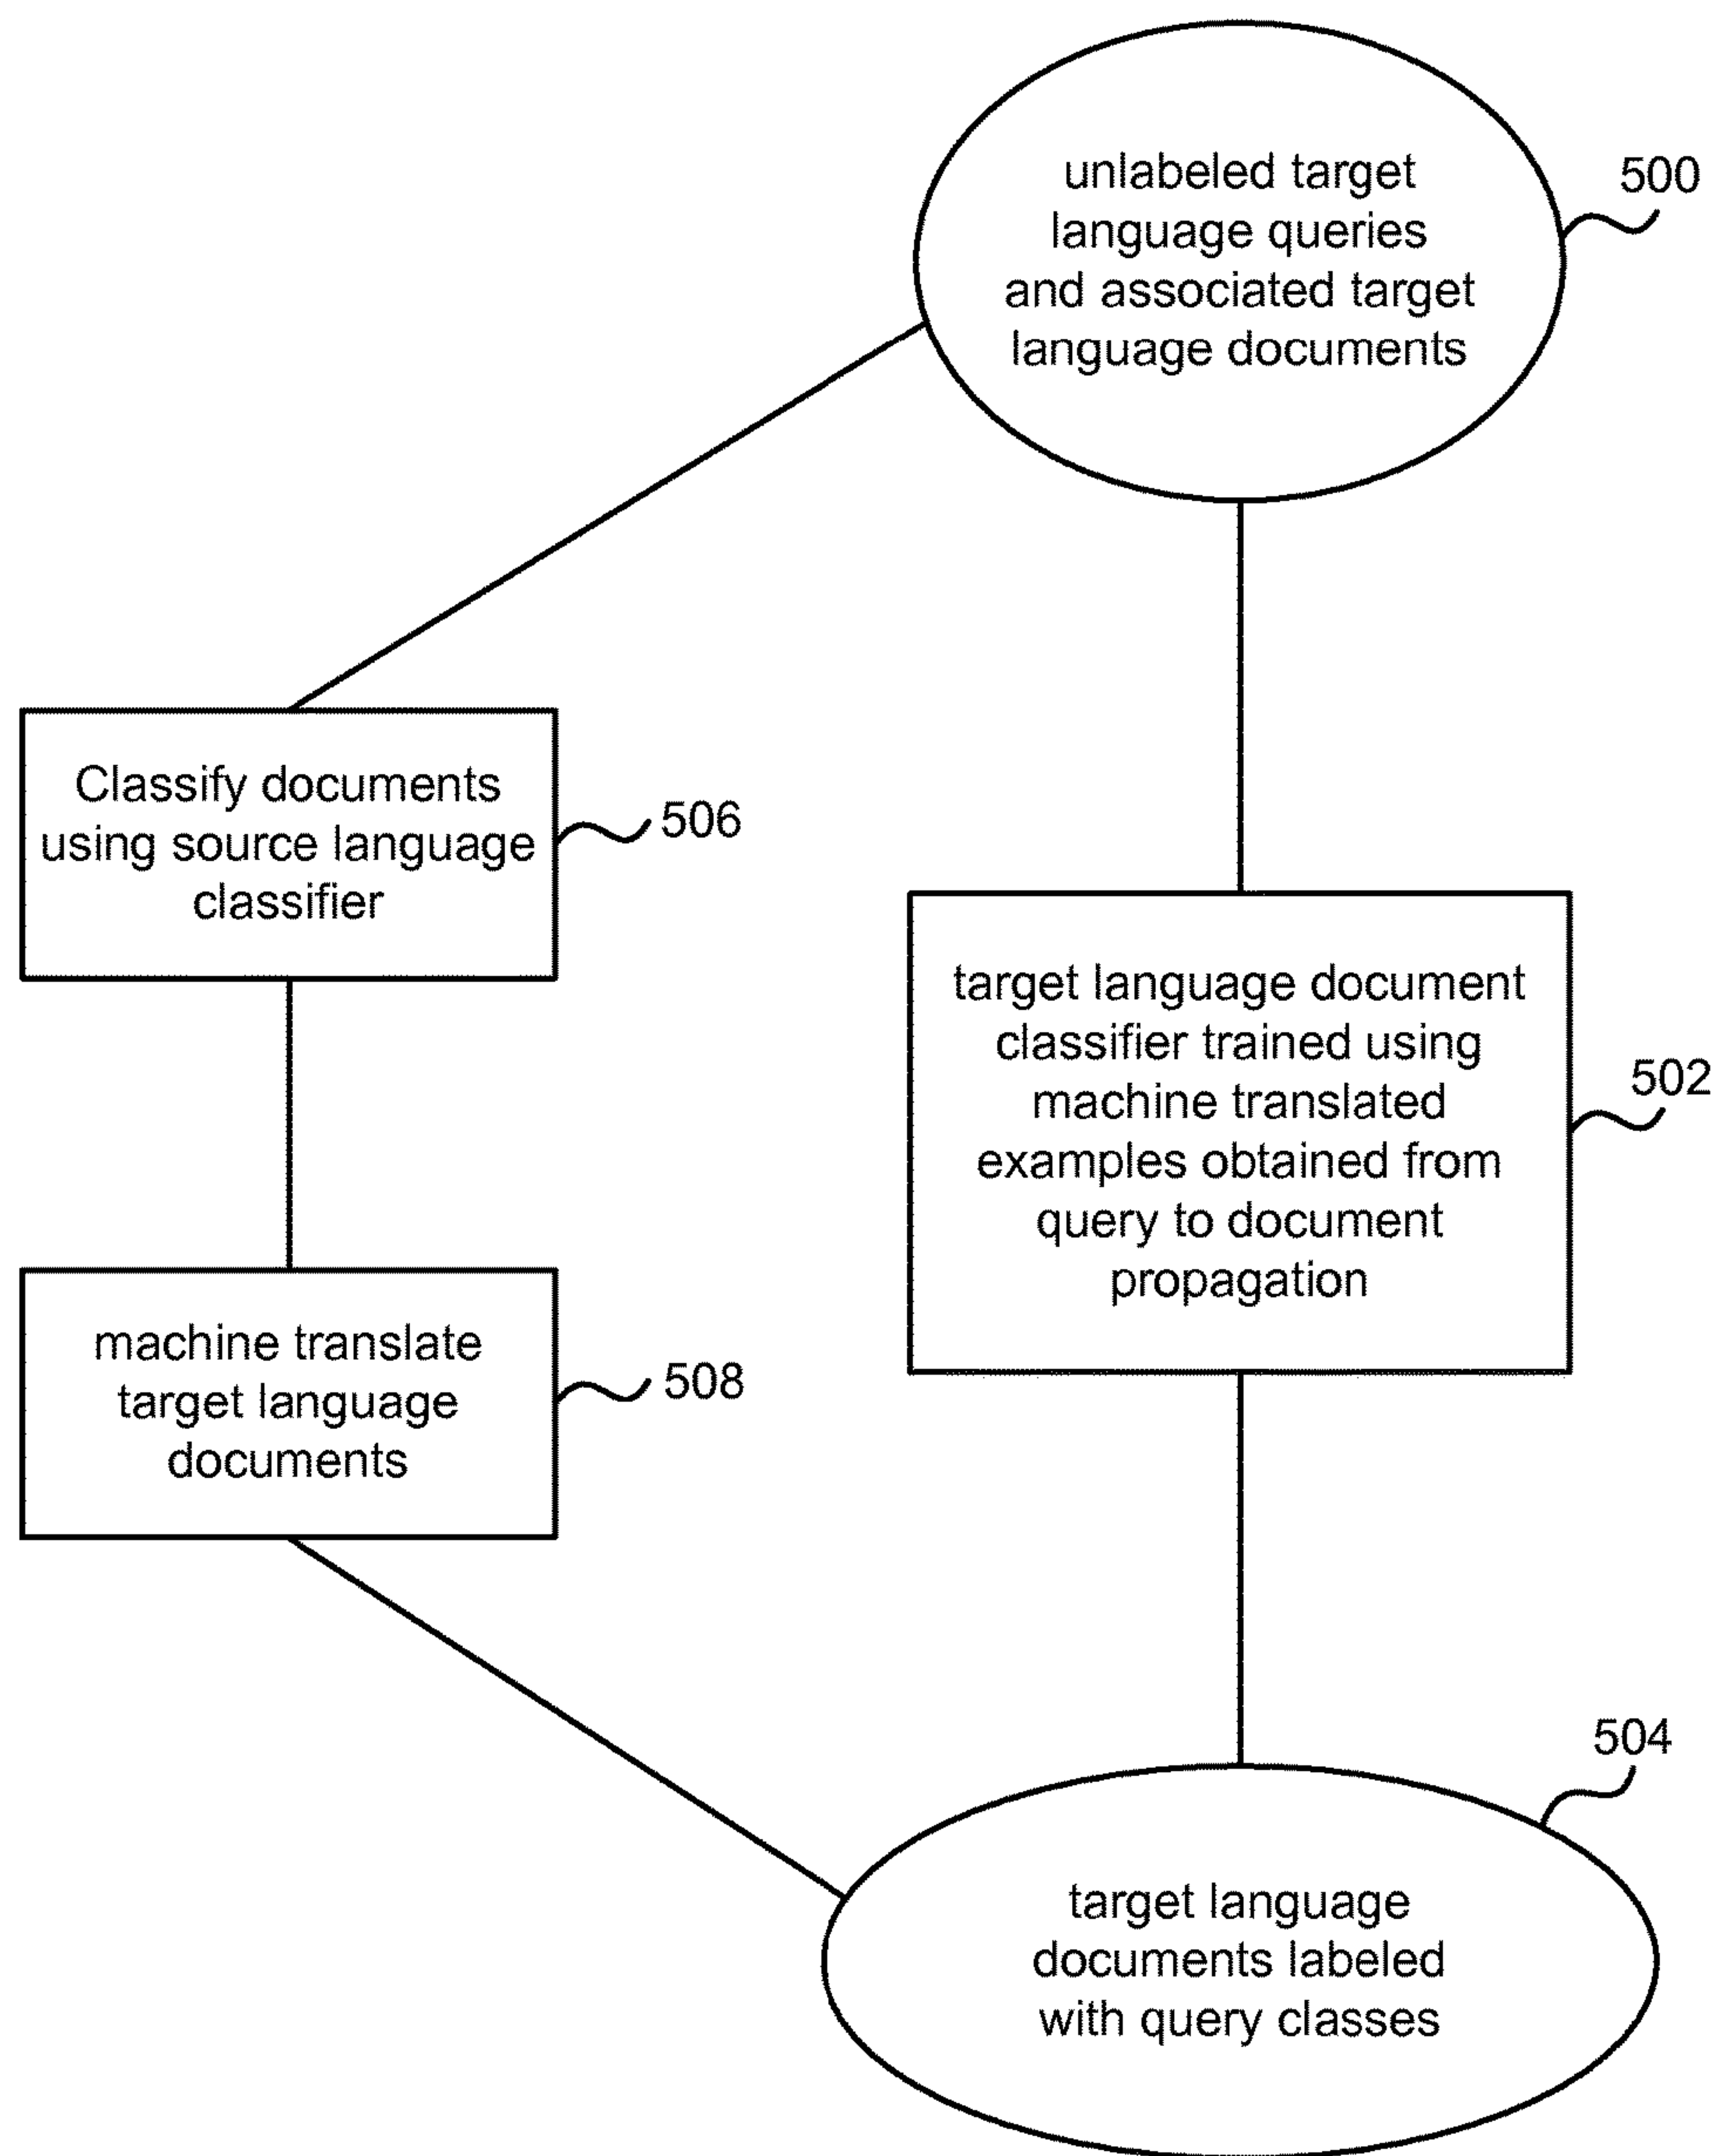 unlabeled target
language queries
and associated target
language documents
500
Classify documents
using source language
classifier
506
target language document
classifier trained using
machine translated
examples obtained from
query to document
propagation
502
machine translate
target language
documents
508
504
target language
documents labeled
with query classes